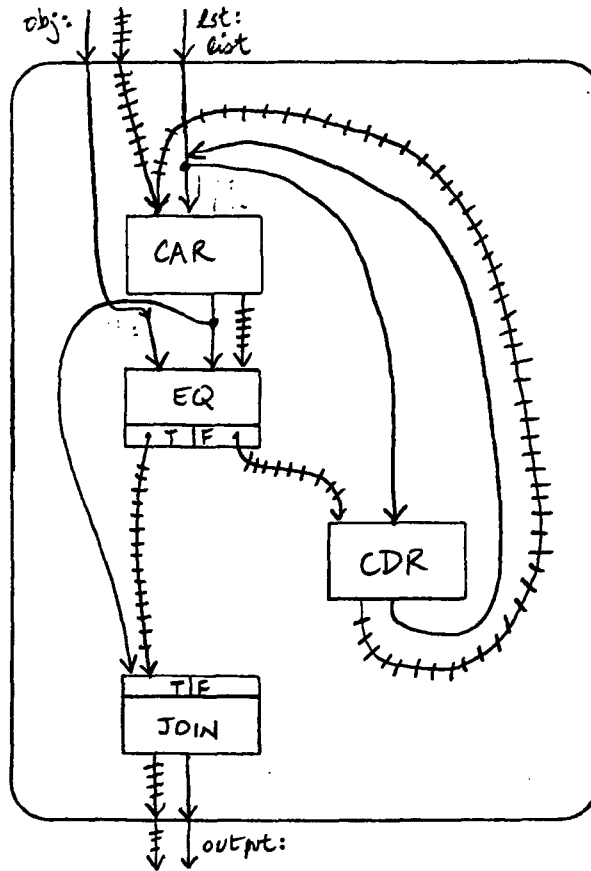 obj:
lst:
list
CAR
EQ
T F
CDR
T F
JOIN
output: